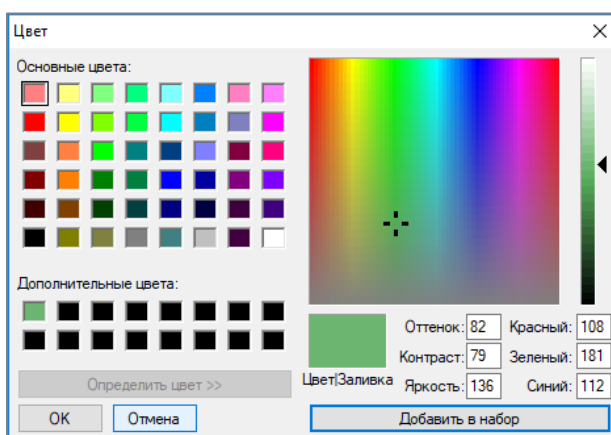 Цвет
Основные цвета:
Дополнительные цвета:
Определить цвет >>
OK
Отмена
Цвет|Заливка
Оттенок: 82
Контраст: 79
Яркость: 136
Красный: 108
Зеленый: 181
Синий: 112
Добавить в набор